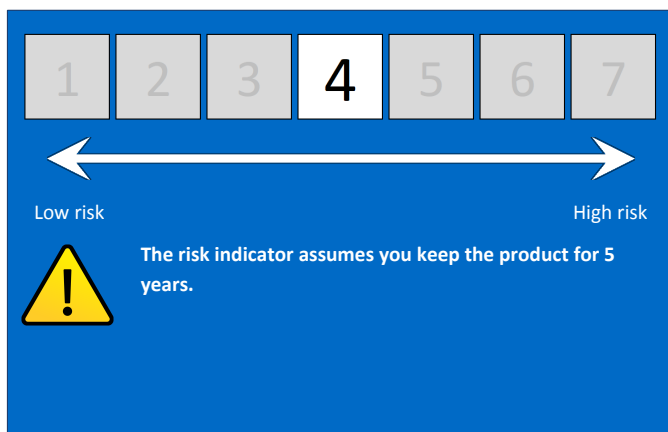 1 2 3 4 5 6 7
Low risk High risk
The risk indicator assumes you keep the product for 5
years.